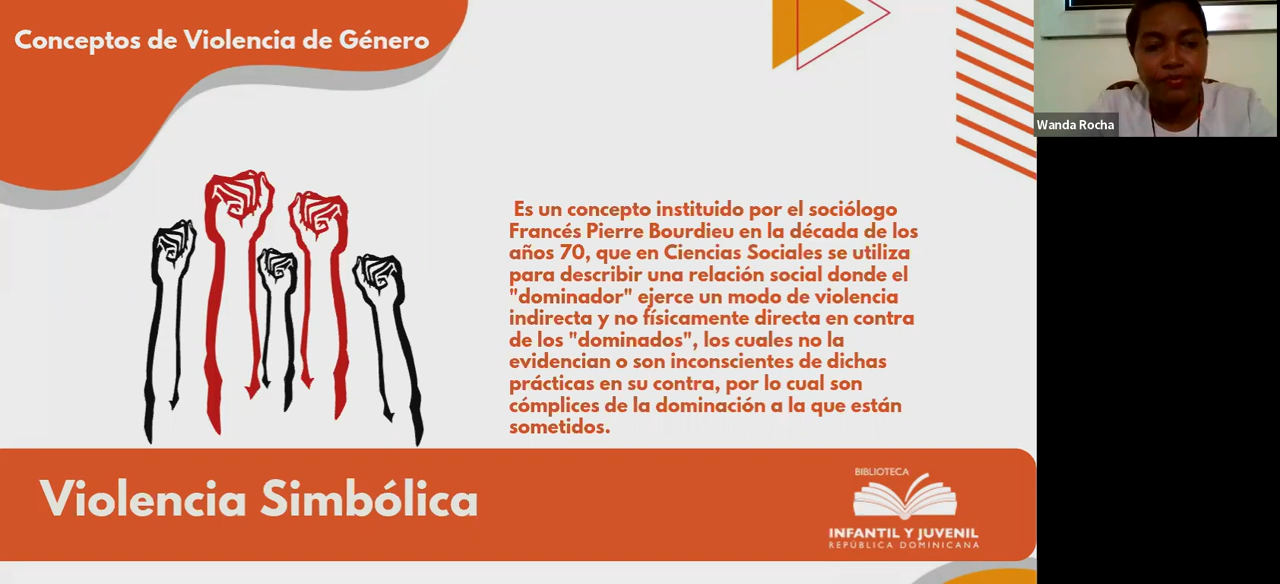 Conceptos de Violencia de Género
Wanda Rocha
Es un concepto instituido por el sociólogo
Francés Pierre Bourdieu en la década de los
años 70, que en Ciencias Sociales se utiliza
para describir una relación social donde el
"dominador" ejerce un modo de violencia
indirecta y no físicamente directa en contra
de los "dominados", los cuales no la
evidencian o son inconscientes de dichas
prácticas en su contra, por lo cual son
cómplices de la dominación a la que están
sometidos.
Violencia Simbólica
BIBLIOTECA
INFANTIL Y JUVENIL
REPÚBLICA DOMINICANA